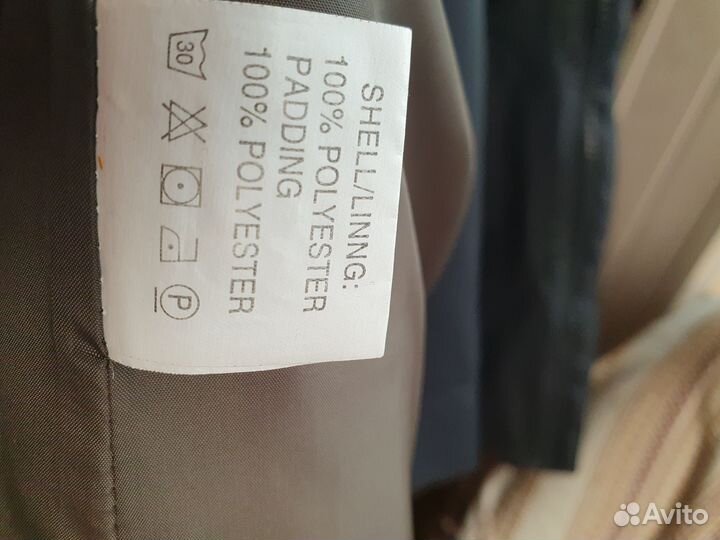 SHELL/LINNG:
100% POLYESTER
PADDING
100% POLYESTER
30
P
Avito